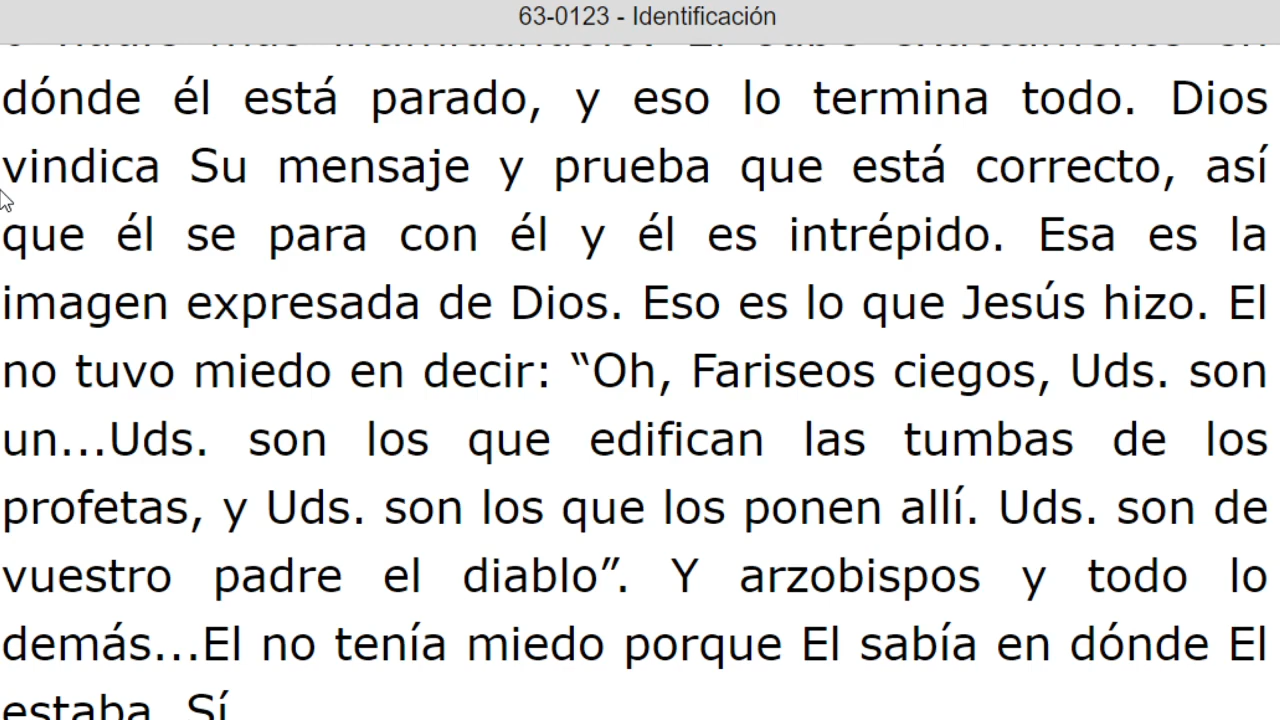 63-0123 - Identificación
dónde él está parado, y eso lo termina todo. Dios
vindica Su mensaje y prueba que está correcto, así
que él se para con él y él es intrépido. Esa es la
imagen expresada de Dios. Eso es lo que Jesús hizo. El
no tuvo miedo en decir: “Oh, Fariseos ciegos, Uds. son
un...Uds. son los que edifican las tumbas de los
profetas, y Uds. son los que los ponen allí. Uds. son de
vuestro padre el diablo”. Y arzobispos y todo lo
demás...El no tenía miedo porque El sabía en dónde El
estaba. Sí